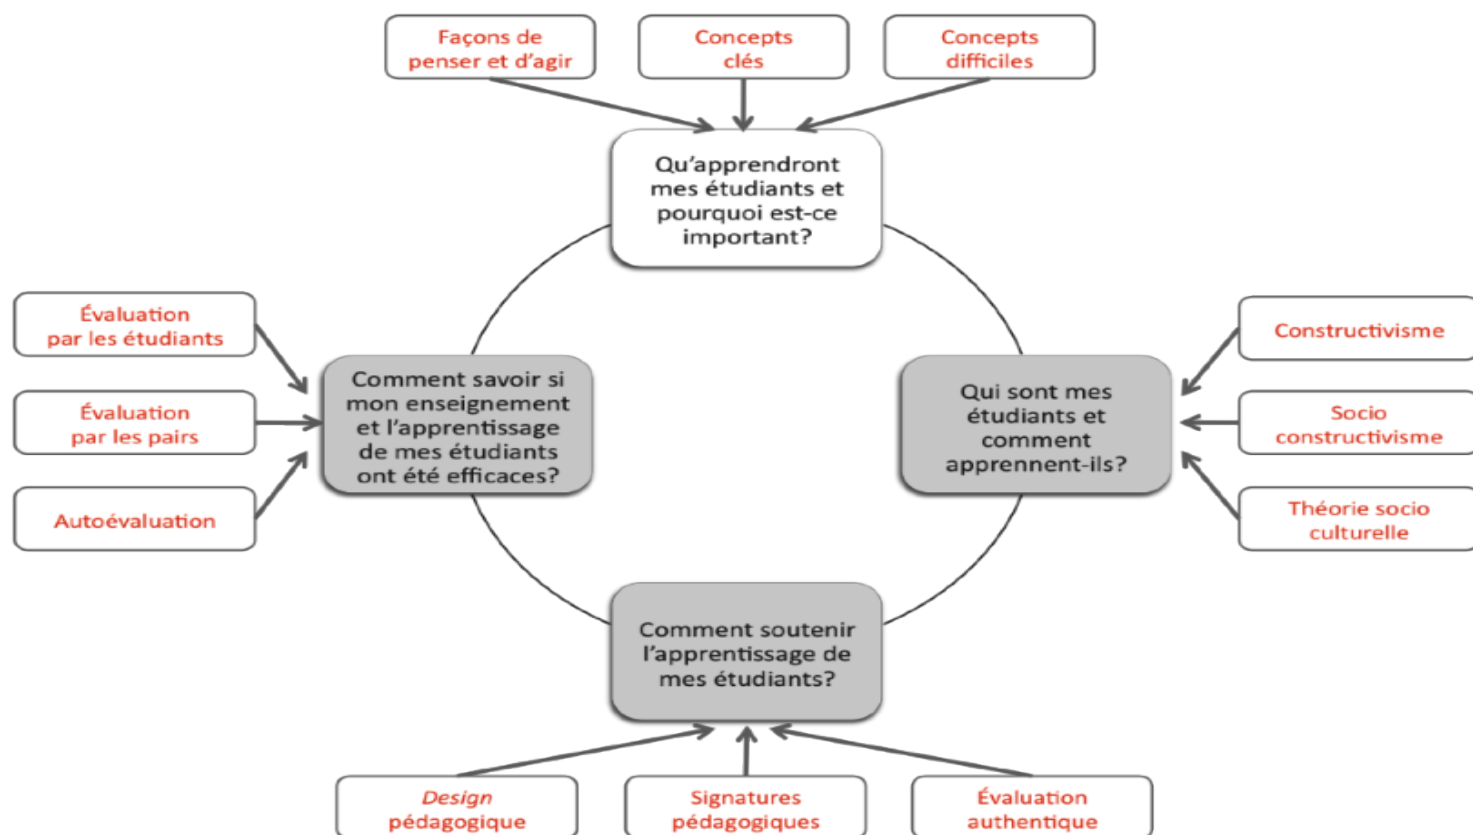 Façons de
penser et d'agir
Concepts
clés
Concepts
difficiles
Qu'apprendront
mes étudiants et
pourquoi est-ce
important?
Évaluation
par les étudiants
Évaluation
par les pairs
Autoévaluation
Comment savoir si
mon enseignement
et l'apprentissage
de mes étudiants
ont été efficaces?
Qui sont mes
étudiants et
comment
apprennent-ils?
Constructivisme
Socio
constructivisme
Théorie socio
culturelle
Comment soutenir
l'apprentissage de
mes étudiants?
Design
pédagogique
Signatures
pédagogiques
Évaluation
authentique